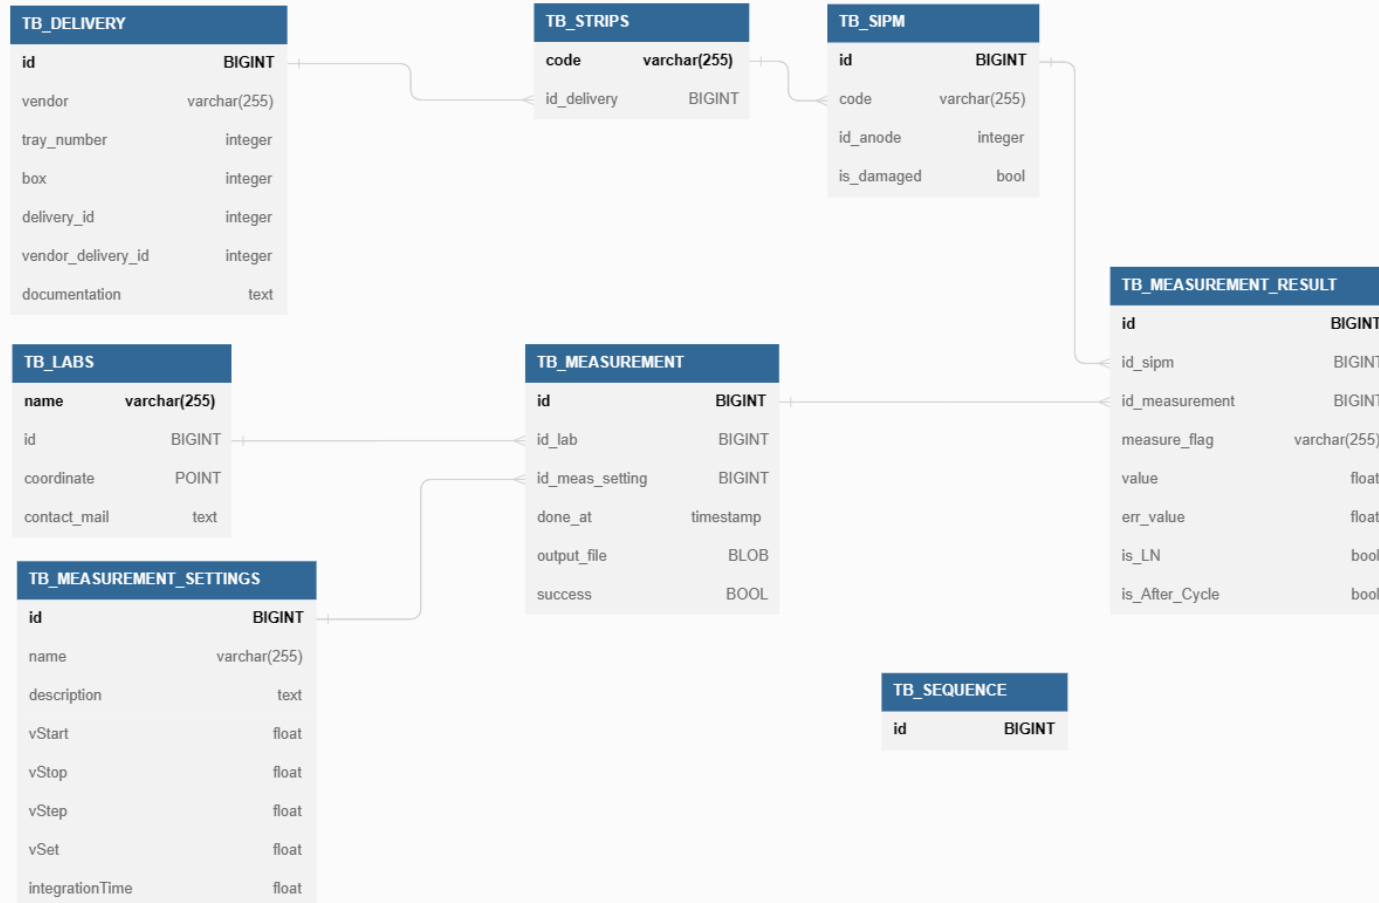 TB_DELIVERY
id BIGINT
vendor varchar(255)
tray_number integer
box integer
delivery_id integer
vendor_delivery_id integer
documentation text
TB_STRIPS
code varchar(255)
id_delivery BIGINT
TB_SIPM
id BIGINT
code varchar(255)
id_anode integer
is_damaged bool
TB_MEASUREMENT_RESULT
id BIGINT
id_sipm BIGINT
id_measurement BIGINT
measure_flag varchar(255)
value float
err_value float
is_LN bool
is_After_Cycle bool
TB_LABS
name varchar(255)
id BIGINT
coordinate POINT
contact_mail text
TB_MEASUREMENT
id BIGINT
id_lab BIGINT
id_meas_setting BIGINT
done_at timestamp
output_file BLOB
success BOOL
TB_MEASUREMENT_SETTINGS
id BIGINT
name varchar(255)
description text
vStart float
vStop float
vStep float
vSet float
integrationTime float
TB_SEQUENCE
id BIGINT